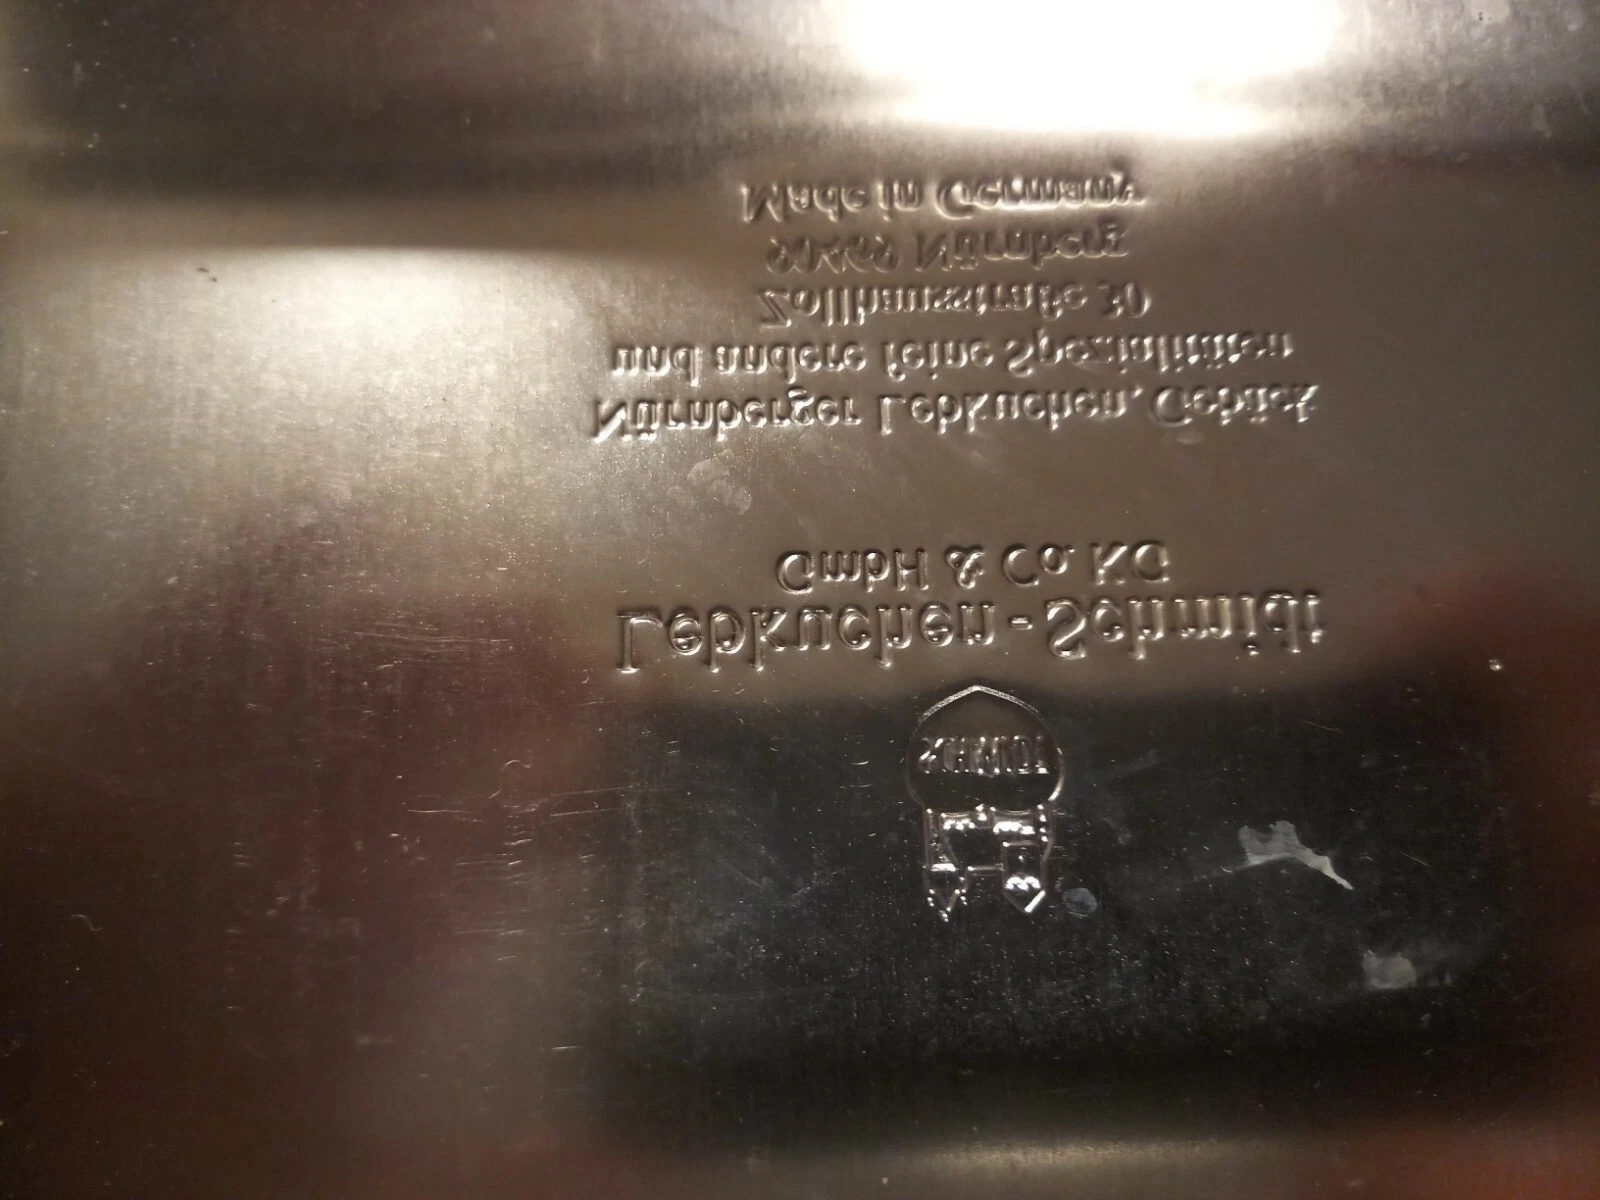 SCHMIDT
Lebkuchen - Schmidt
GmbH & Co. KG
Nürnberger Lebkuchen, Gebäck
und andere feine Spezialitäten
Zollhausstraße 30
90469 Nürnberg
Made in Germany